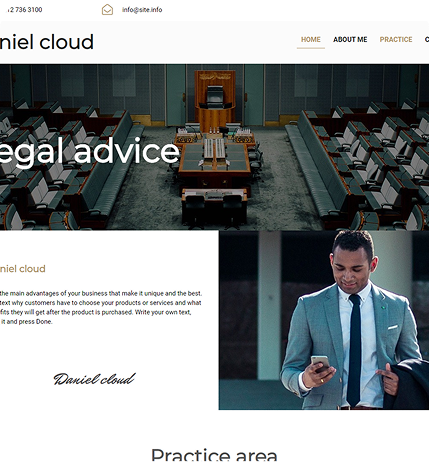 2 736 3100
info@site.info
niel cloud
HOME ABOUT ME PRACTICE
egal advice
niel cloud
the main advantages of your business that make it unique and the best.
text why customers have to choose your products or services and what
fits they will get after the product is purchased. Write your own text,
it and press Done.
Daniel cloud
Practice area